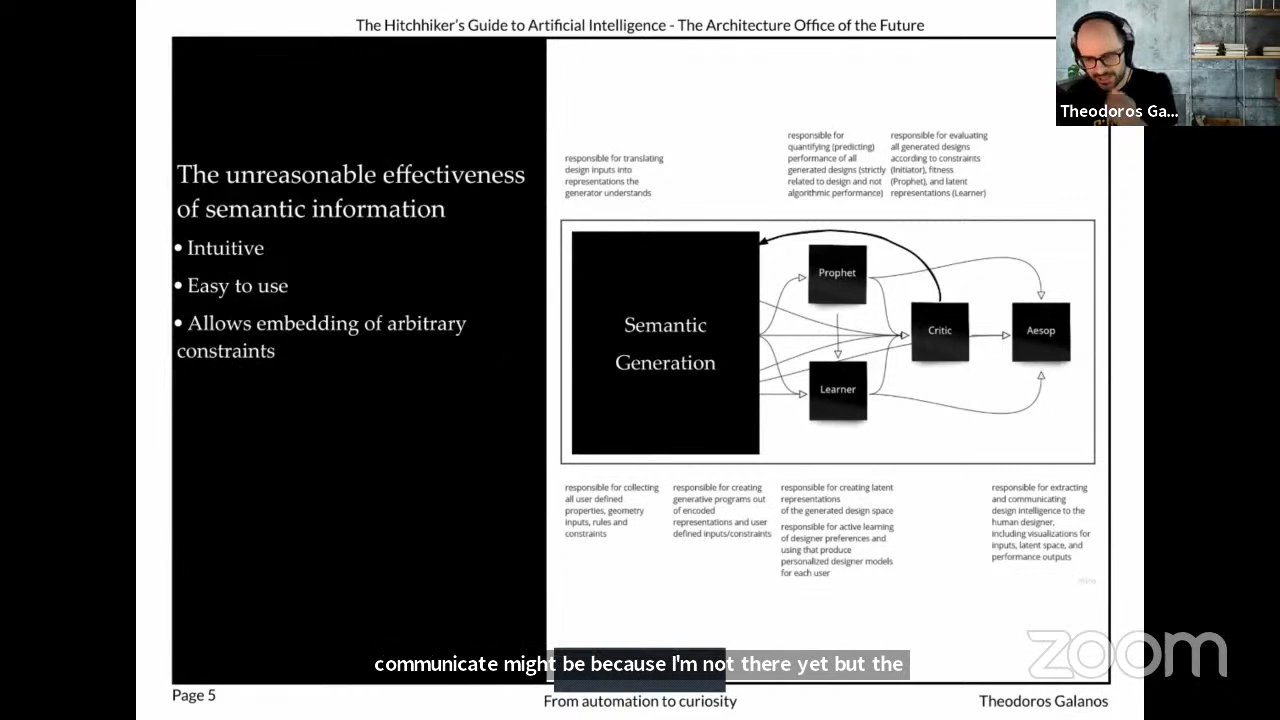 The Hitchhiker's Guide to Artificial Intelligence - The Architecture Office of the Future
Theodoros Ga...
The unreasonable effectiveness
of semantic information
• Intuitive
• Easy to use
• Allows embedding of arbitrary
constraints
responsible for translating
design inputs into
representations the
generator understands
responsible for
quantifying (predicting)
performance of all
generated designs (strictly
related to design and not
algorithmic performance)
responsible for evaluating
all generated designs
according to constraints
(Initiator), fitness
(Prophet), and latent
representations (Learner)
Semantic
Generation
Prophet
Learner
Critic
Aesop
responsible for collecting
all user defined
properties, geometry
inputs, rules and
constraints
responsible for creating
generative programs out
of encoded
representations and user
defined inputs/constraints
responsible for creating latent
representations
of the generated design space
responsible for active learning
of designer preferences and
using that produce
personalized designer models
for each user
responsible for extracting
and communicating
design intelligence to the
human designer,
including visualizations for
inputs, latent space, and
performance outputs
miro
communicate might be because I'm not there yet but the
zoom
Page 5
From automation to curiosity
Theodoros Galanos